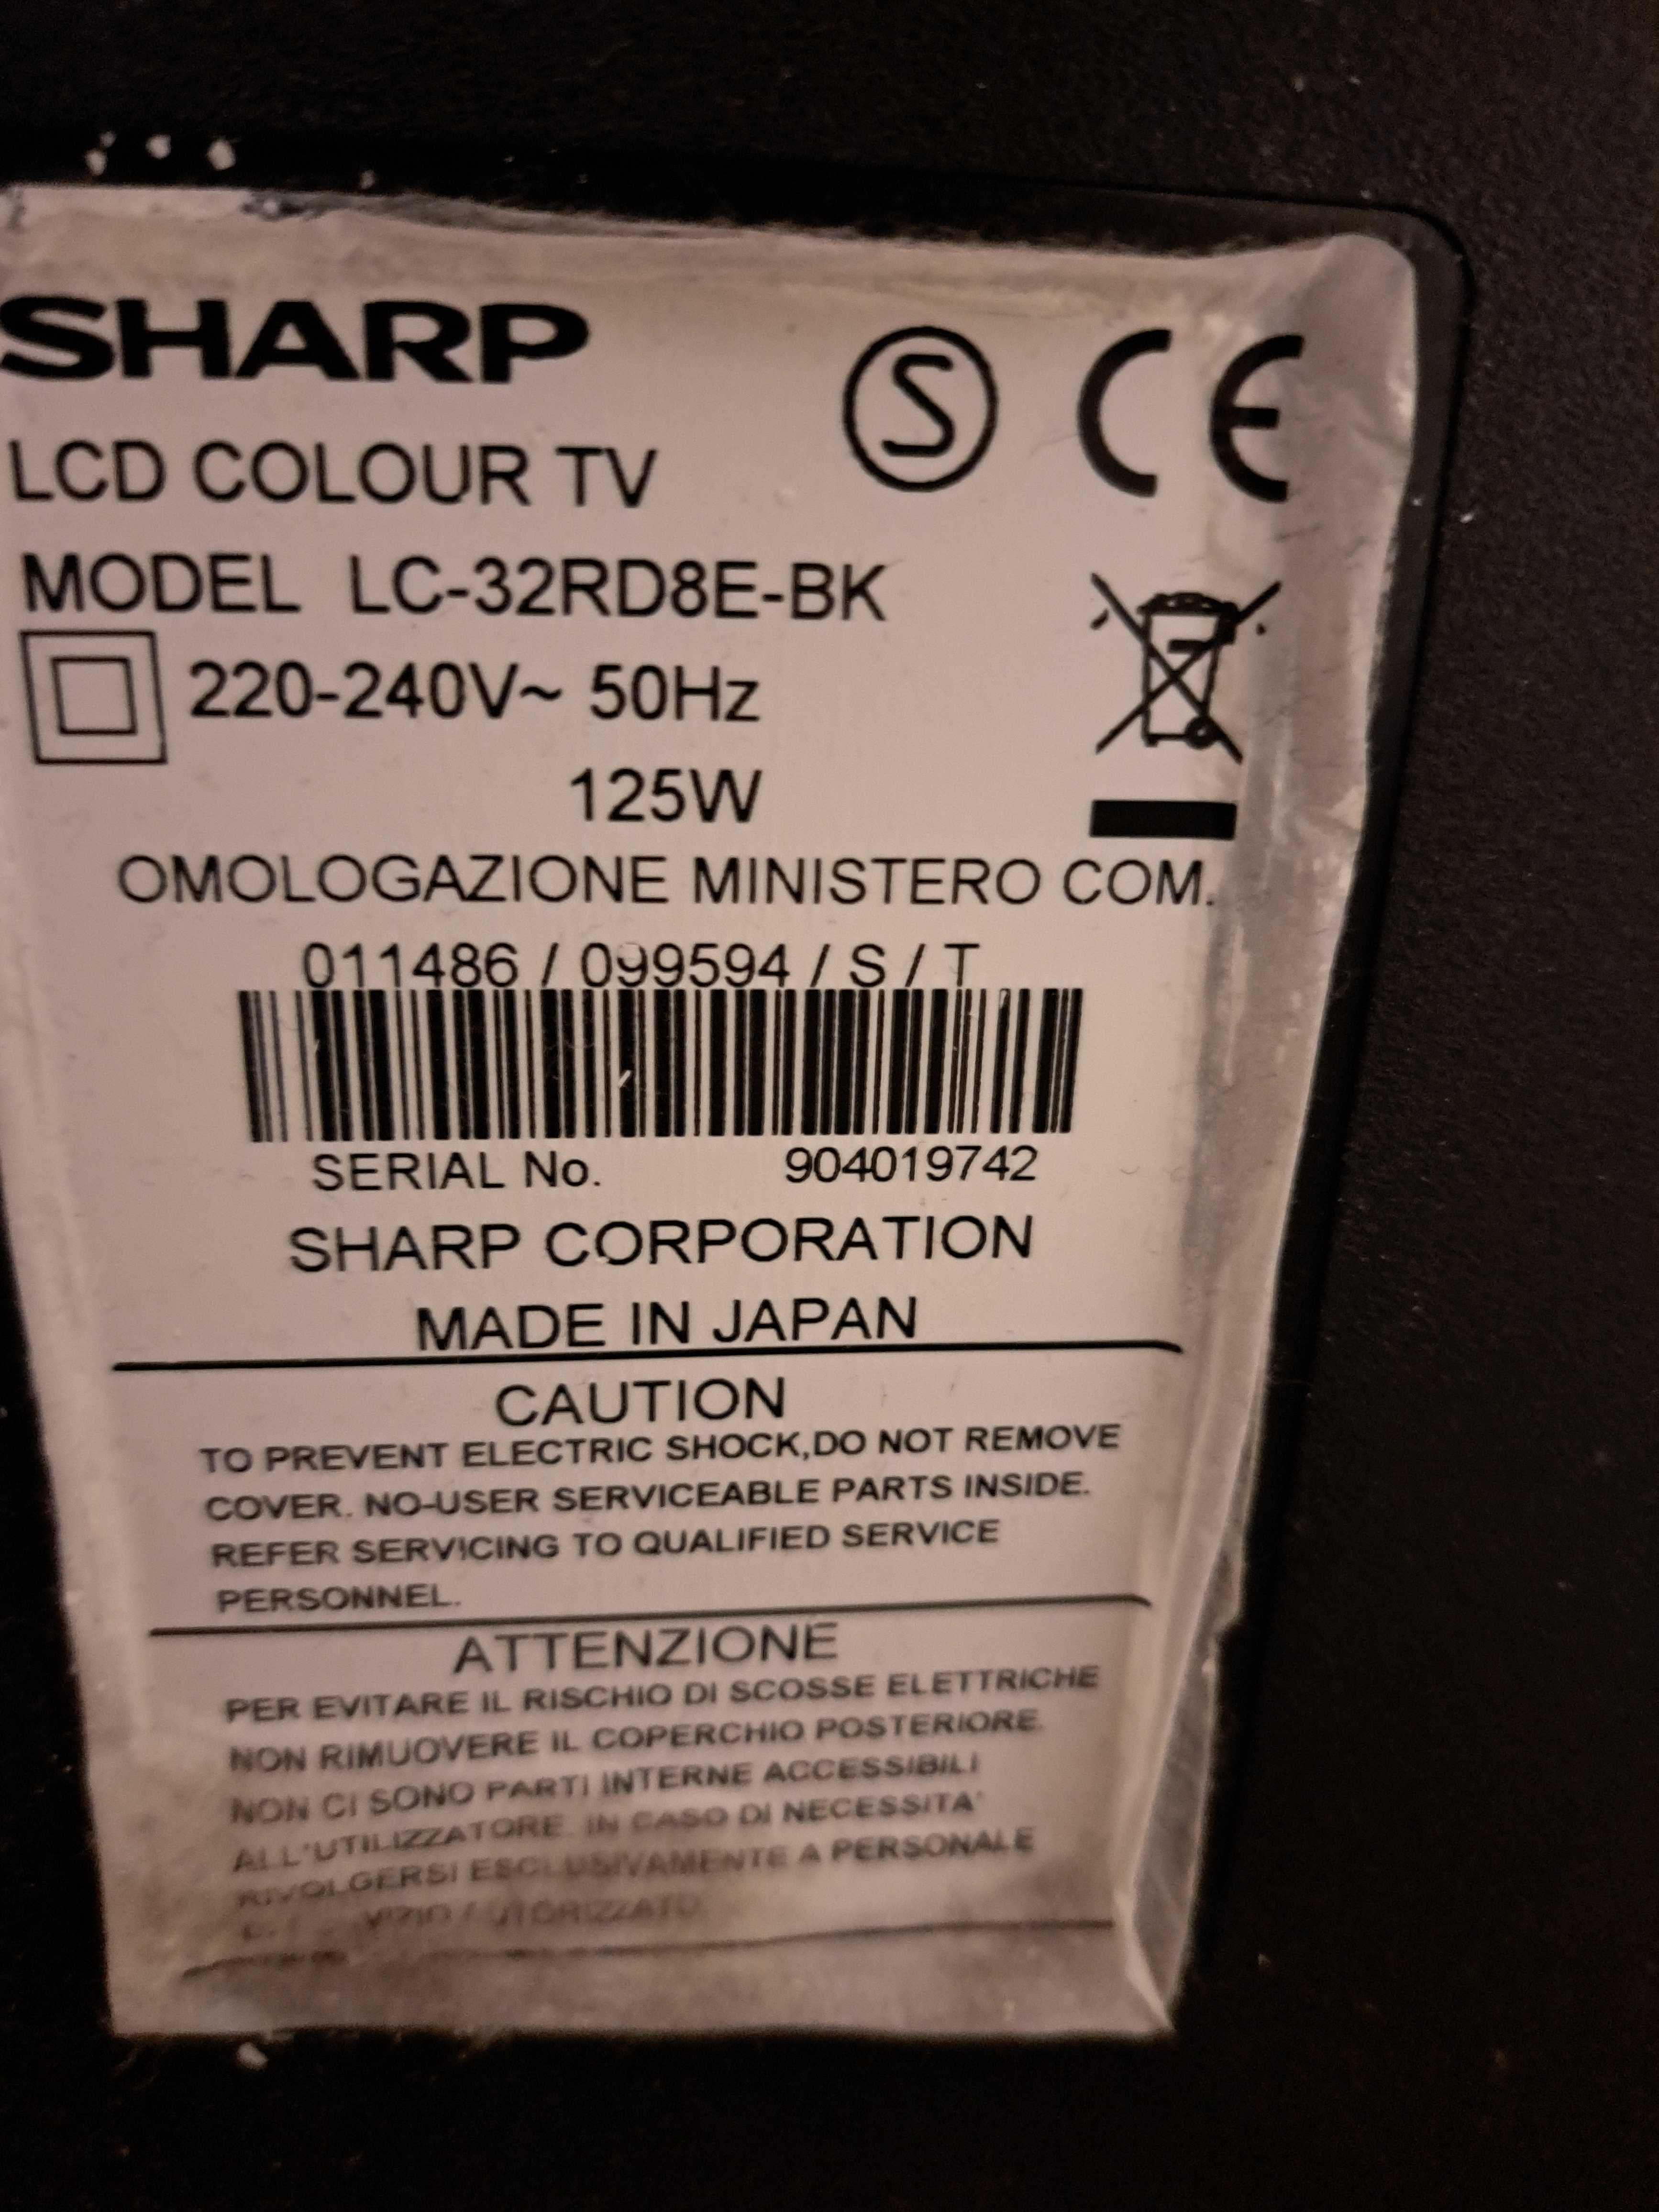 SHARP
S CE
LCD COLOUR TV
MODEL LC-32RD8E-BK
220-240V~ 50Hz
125W
OMOLOGAZIONE MINISTERO COM.
011486 / 099594 / S / T
SERIAL No. 904019742
SHARP CORPORATION
MADE IN JAPAN
CAUTION
TO PREVENT ELECTRIC SHOCK,DO NOT REMOVE
COVER. NO-USER SERVICEABLE PARTS INSIDE.
REFER SERVICING TO QUALIFIED SERVICE
PERSONNEL.
ATTENZIONE
PER EVITARE IL RISCHIO DI SCOSSE ELETTRICHE
NON RIMUOVERE IL COPERCHIO POSTERIORE.
NON CI SONO PARTI INTERNE ACCESSIBILI
ALL'UTILIZZATORE. IN CASO DI NECESSITA'
RIVOLGERSI ESCLUSIVAMENTE A PERSONALE